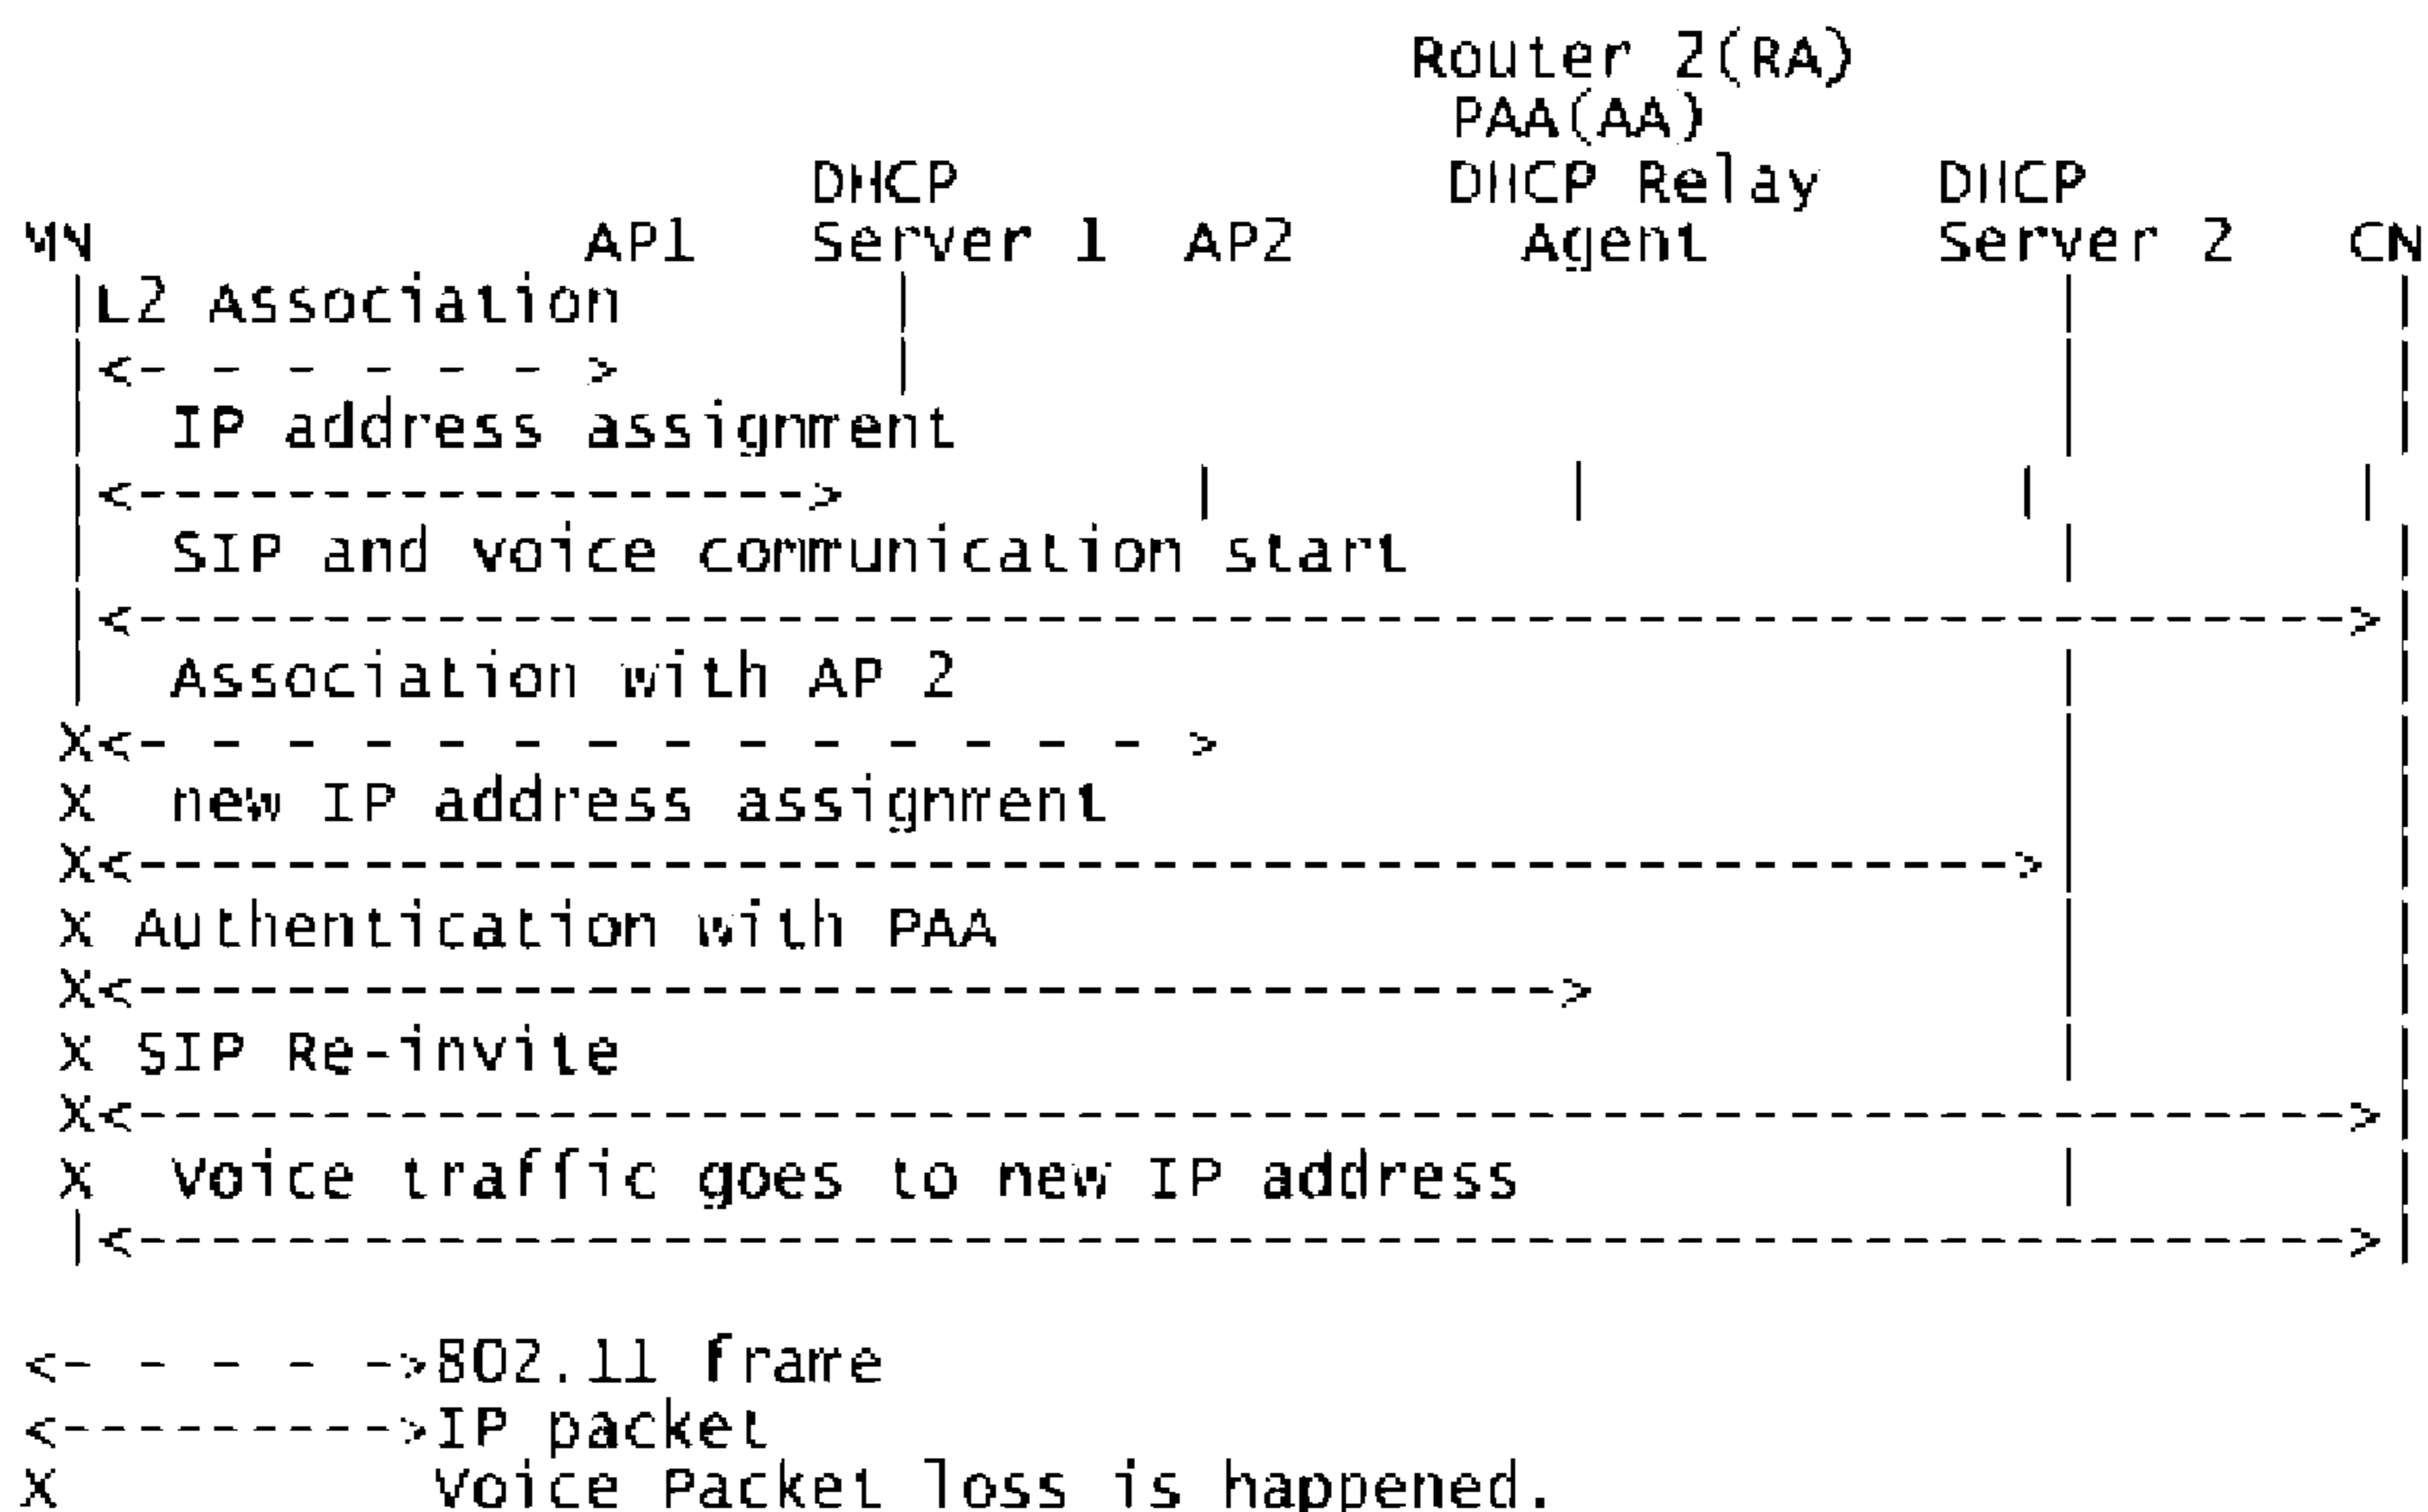 Router 2(RA)
PAA(AA)
DHCP DHCP Relay DHCP
MN AP1 Server 1 AP2 Agent Server 2 CN
|L2 Association | | |
|<- - - - - - > | | |
| IP address assignment | |
|<------------------> | | | |
| SIP and voice communication start | |
|<----------------------------------------------------------->|
| Association with AP 2 | |
X<- - - - - - - - - - - - - - > | |
X new IP address assignment | |
X<-------------------------------------------------->| |
X Authentication with PAA | |
X<--------------------------------------> | |
X SIP Re-invite | |
X<----------------------------------------------------------->|
X Voice traffic goes to new IP address | |
|<----------------------------------------------------------->|
<- - - - ->802.11 frame
<--------->IP packet
X Voice Packet loss is happened.